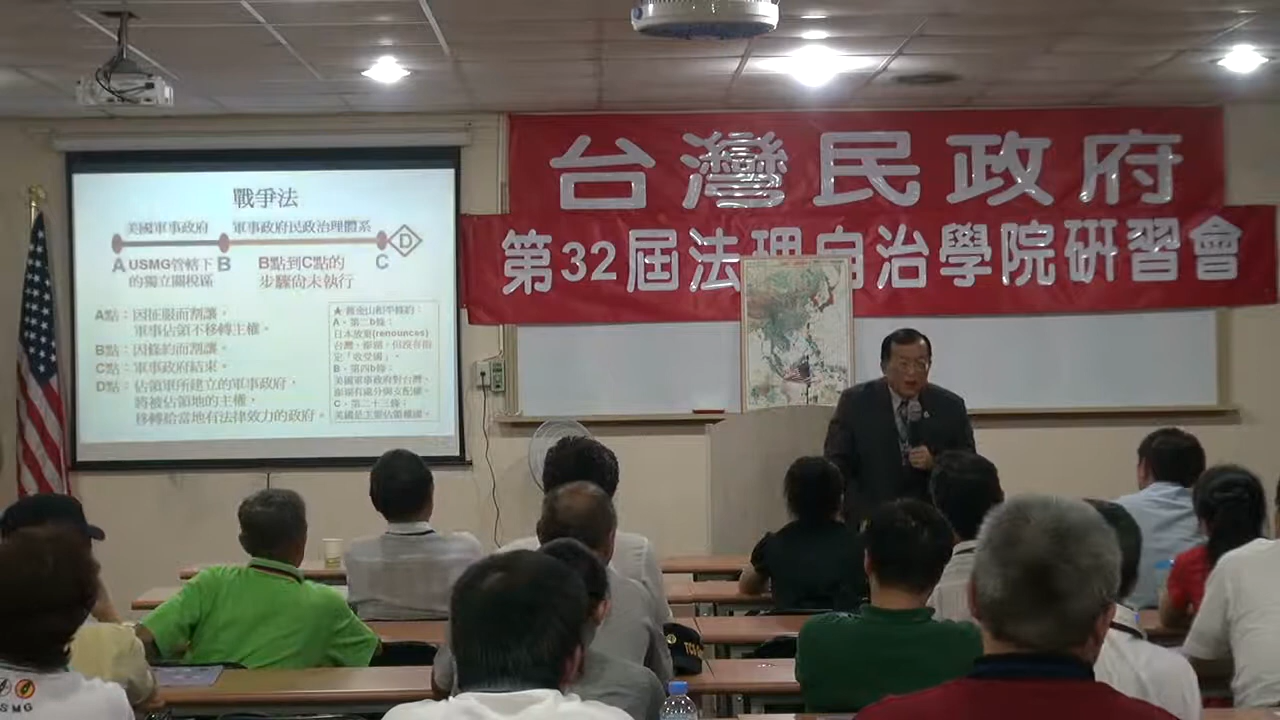 台灣民政府
第32屆法理自治學院研習會
戰爭法
美國軍事政府 軍事政府民政治理體系
D
A USMG管轄下 B B點到C點的 C
的獨立關稅區 步驟尚未執行
A點：因征服而割讓，
軍事佔領不移轉主權。
B點：因條約而割讓。
C點：軍事政府結束。
D點：佔領軍所建立的軍事政府，
將被佔領地的主權，
移轉給當地有法律效力的政府。
★ 舊金山和平條約：
A、第二b條：
日本放棄(renounces)
台灣、澎湖，但沒有指
定「收受國」。
B、第四b條：
美國軍事政府對台灣、
澎湖有處分與支配權。
C、第二十三條：
美國是主要佔領權國。
SMG